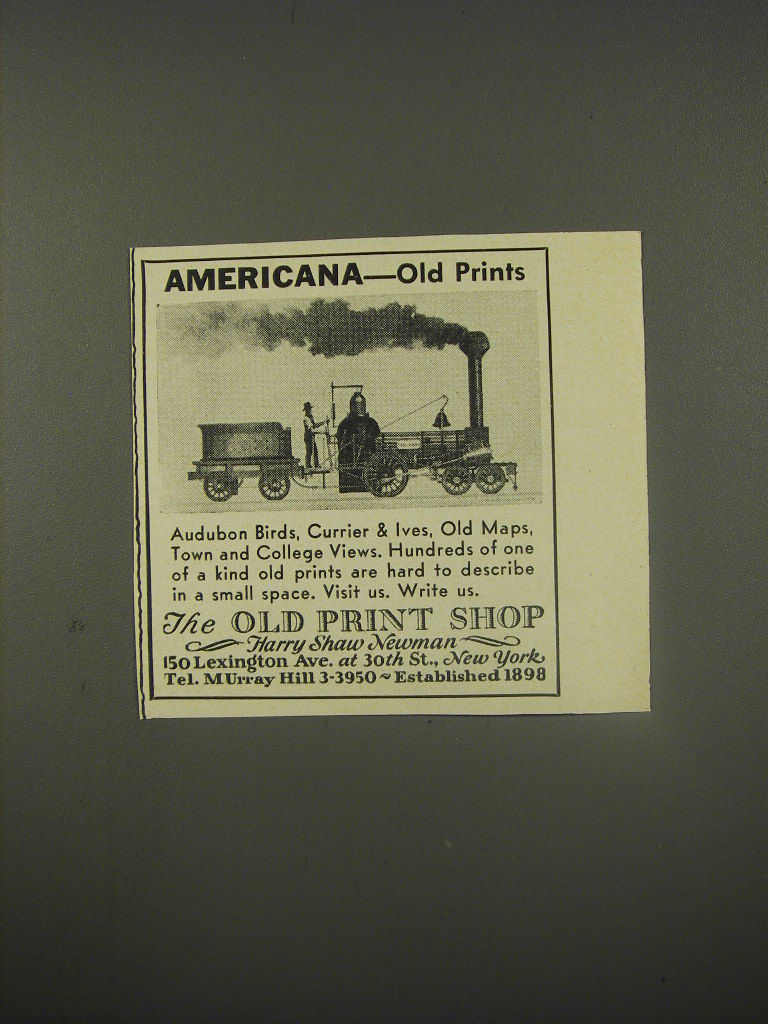 AMERICANA—Old Prints
Audubon Birds, Currier & Ives, Old Maps,
Town and College Views. Hundreds of one
of a kind old prints are hard to describe
in a small space. Visit us. Write us.
The OLD PRINT SHOP
Harry Shaw Newman
150 Lexington Ave. at 30th St., New York
Tel. MUrray Hill 3-3950 ~ Established 1898